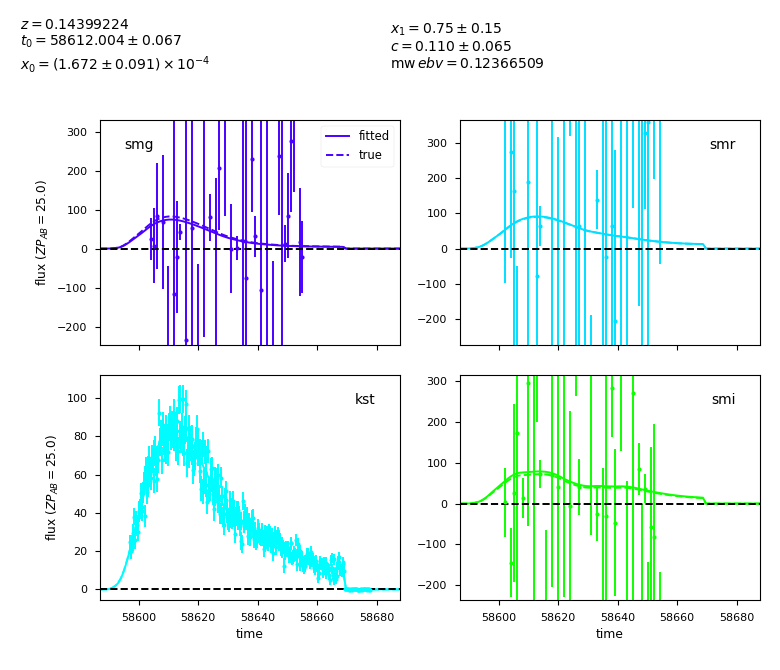 z = 0.14399224
t₀ = 58612.004 ± 0.067
x₀ = (1.672 ± 0.091) × 10⁻⁴
x₁ = 0.75 ± 0.15
c = 0.110 ± 0.065
mw ebv = 0.12366509
smg
fitted
true
300
200
100
0
−100
−200
flux (ZP_AB = 25.0)
smr
300
200
100
0
−100
−200
kst
100
80
60
40
20
0
flux (ZP_AB = 25.0)
58600 58620 58640 58660 58680
time
smi
300
200
100
0
−100
−200
58600 58620 58640 58660 58680
time